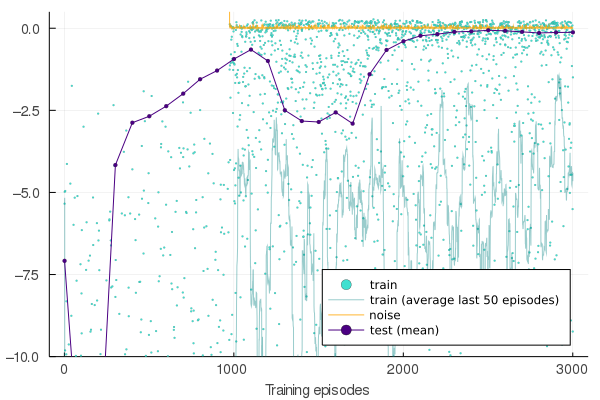 0.0
−2.5
−5.0
−7.5
−10.0
0
1000
2000
3000
Training episodes
train
train (average last 50 episodes)
noise
test (mean)